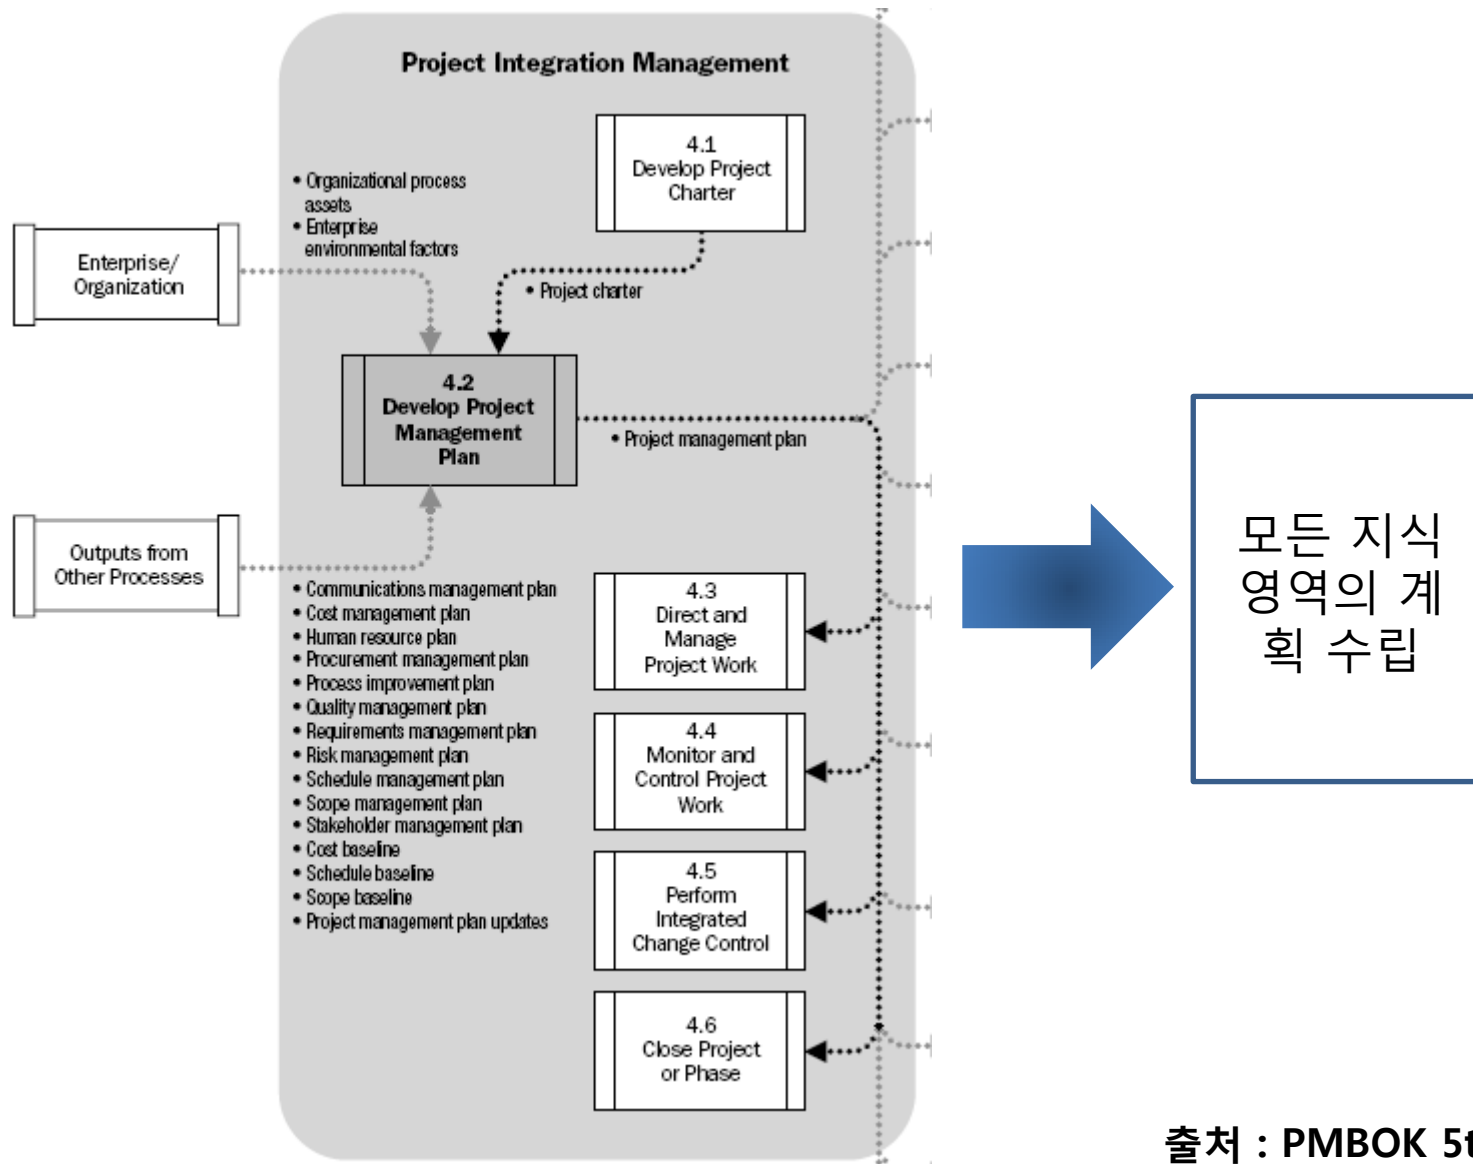 Project Integration Management
4.1
Develop Project
Charter
• Organizational process
assets
• Enterprise
environmental factors
Enterprise/
Organization
• Project charter
4.2
Develop Project
Management
Plan
• Project management plan
Outputs from
Other Processes
• Communications management plan
• Cost management plan
• Human resource plan
• Procurement management plan
• Process improvement plan
• Quality management plan
• Requirements management plan
• Risk management plan
• Schedule management plan
• Scope management plan
• Stakeholder management plan
• Cost baseline
• Schedule baseline
• Scope baseline
• Project management plan updates
4.3
Direct and
Manage
Project Work
4.4
Monitor and
Control Project
Work
4.5
Perform
Integrated
Change Control
4.6
Close Project
or Phase
모든 지식
영역의 계
획 수립
출처 : PMBOK 5t